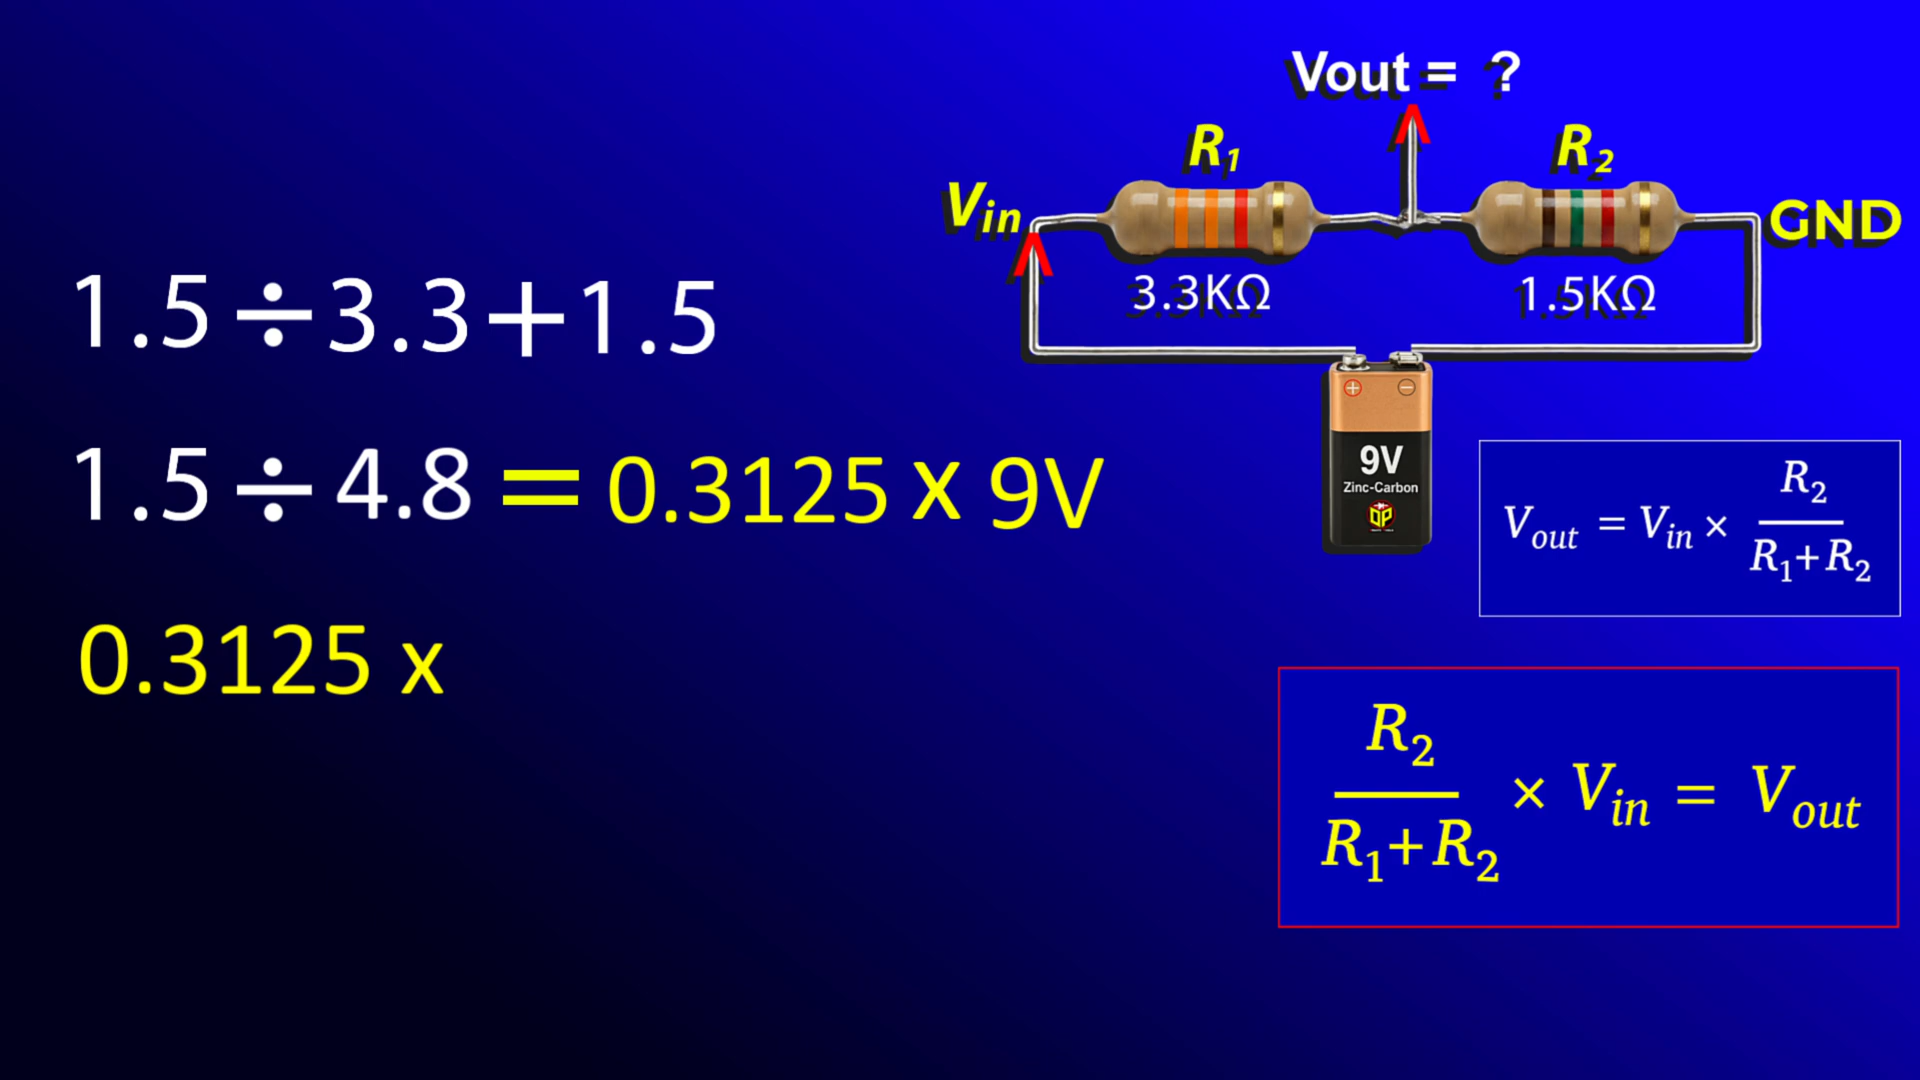 Vout = ?
R1
R2
Vin
GND
3.3KΩ
1.5KΩ
1.5÷3.3+1.5
1.5÷4.8=0.3125 x 9V
0.3125 x
+ −
9V
Zinc-Carbon
Vout = Vin × R2
R1+R2
R2
R1+R2 × Vin = Vout